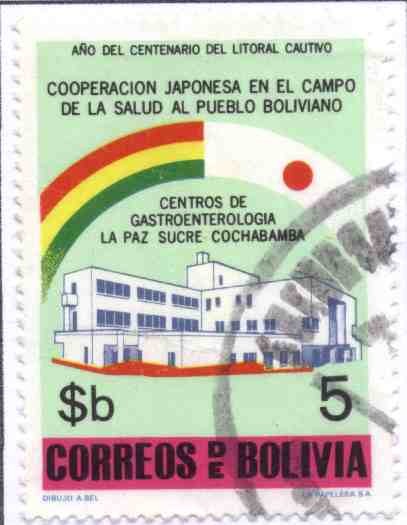 AÑO DEL CENTENARIO DEL LITORAL CAUTIVO
COOPERACION JAPONESA EN EL CAMPO
DE LA SALUD AL PUEBLO BOLIVIANO
CENTROS DE
GASTROENTEROLOGIA
LA PAZ SUCRE COCHABAMBA
$b 5
CORREOS DE BOLIVIA
DIBUJO A.BEL LA PAPELERA S.A.